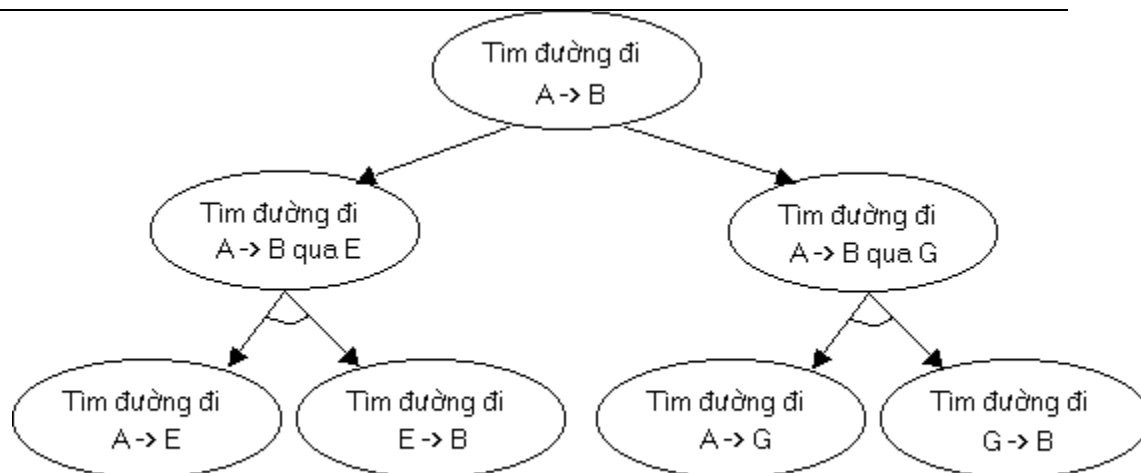 Tìm đường đi
A -> B
Tìm đường đi
A -> B qua E
Tìm đường đi
A -> B qua G
Tìm đường đi
A -> E
Tìm đường đi
E -> B
Tìm đường đi
A -> G
Tìm đường đi
G -> B